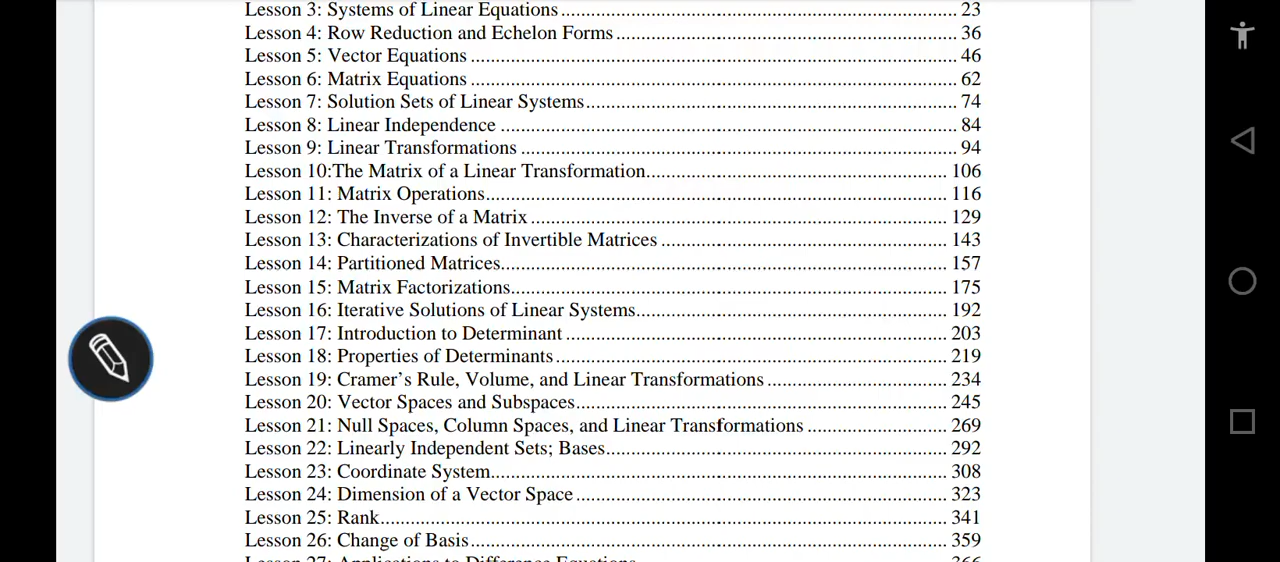 Lesson 3: Systems of Linear Equations ........................................................................................ 23
Lesson 4: Row Reduction and Echelon Forms ............................................................................. 36
Lesson 5: Vector Equations .......................................................................................................... 46
Lesson 6: Matrix Equations .......................................................................................................... 62
Lesson 7: Solution Sets of Linear Systems................................................................................... 74
Lesson 8: Linear Independence .................................................................................................... 84
Lesson 9: Linear Transformations ................................................................................................ 94
Lesson 10:The Matrix of a Linear Transformation..................................................................... 106
Lesson 11: Matrix Operations..................................................................................................... 116
Lesson 12: The Inverse of a Matrix ............................................................................................ 129
Lesson 13: Characterizations of Invertible Matrices .................................................................. 143
Lesson 14: Partitioned Matrices.................................................................................................. 157
Lesson 15: Matrix Factorizations................................................................................................ 175
Lesson 16: Iterative Solutions of Linear Systems....................................................................... 192
Lesson 17: Introduction to Determinant ..................................................................................... 203
Lesson 18: Properties of Determinants ....................................................................................... 219
Lesson 19: Cramer’s Rule, Volume, and Linear Transformations ............................................. 234
Lesson 20: Vector Spaces and Subspaces................................................................................... 245
Lesson 21: Null Spaces, Column Spaces, and Linear Transformations ..................................... 269
Lesson 22: Linearly Independent Sets; Bases............................................................................. 292
Lesson 23: Coordinate System.................................................................................................... 308
Lesson 24: Dimension of a Vector Space ................................................................................... 323
Lesson 25: Rank.......................................................................................................................... 341
Lesson 26: Change of Basis........................................................................................................ 359
Lesson 27: Applications to Difference Equations ....................................................................... 366